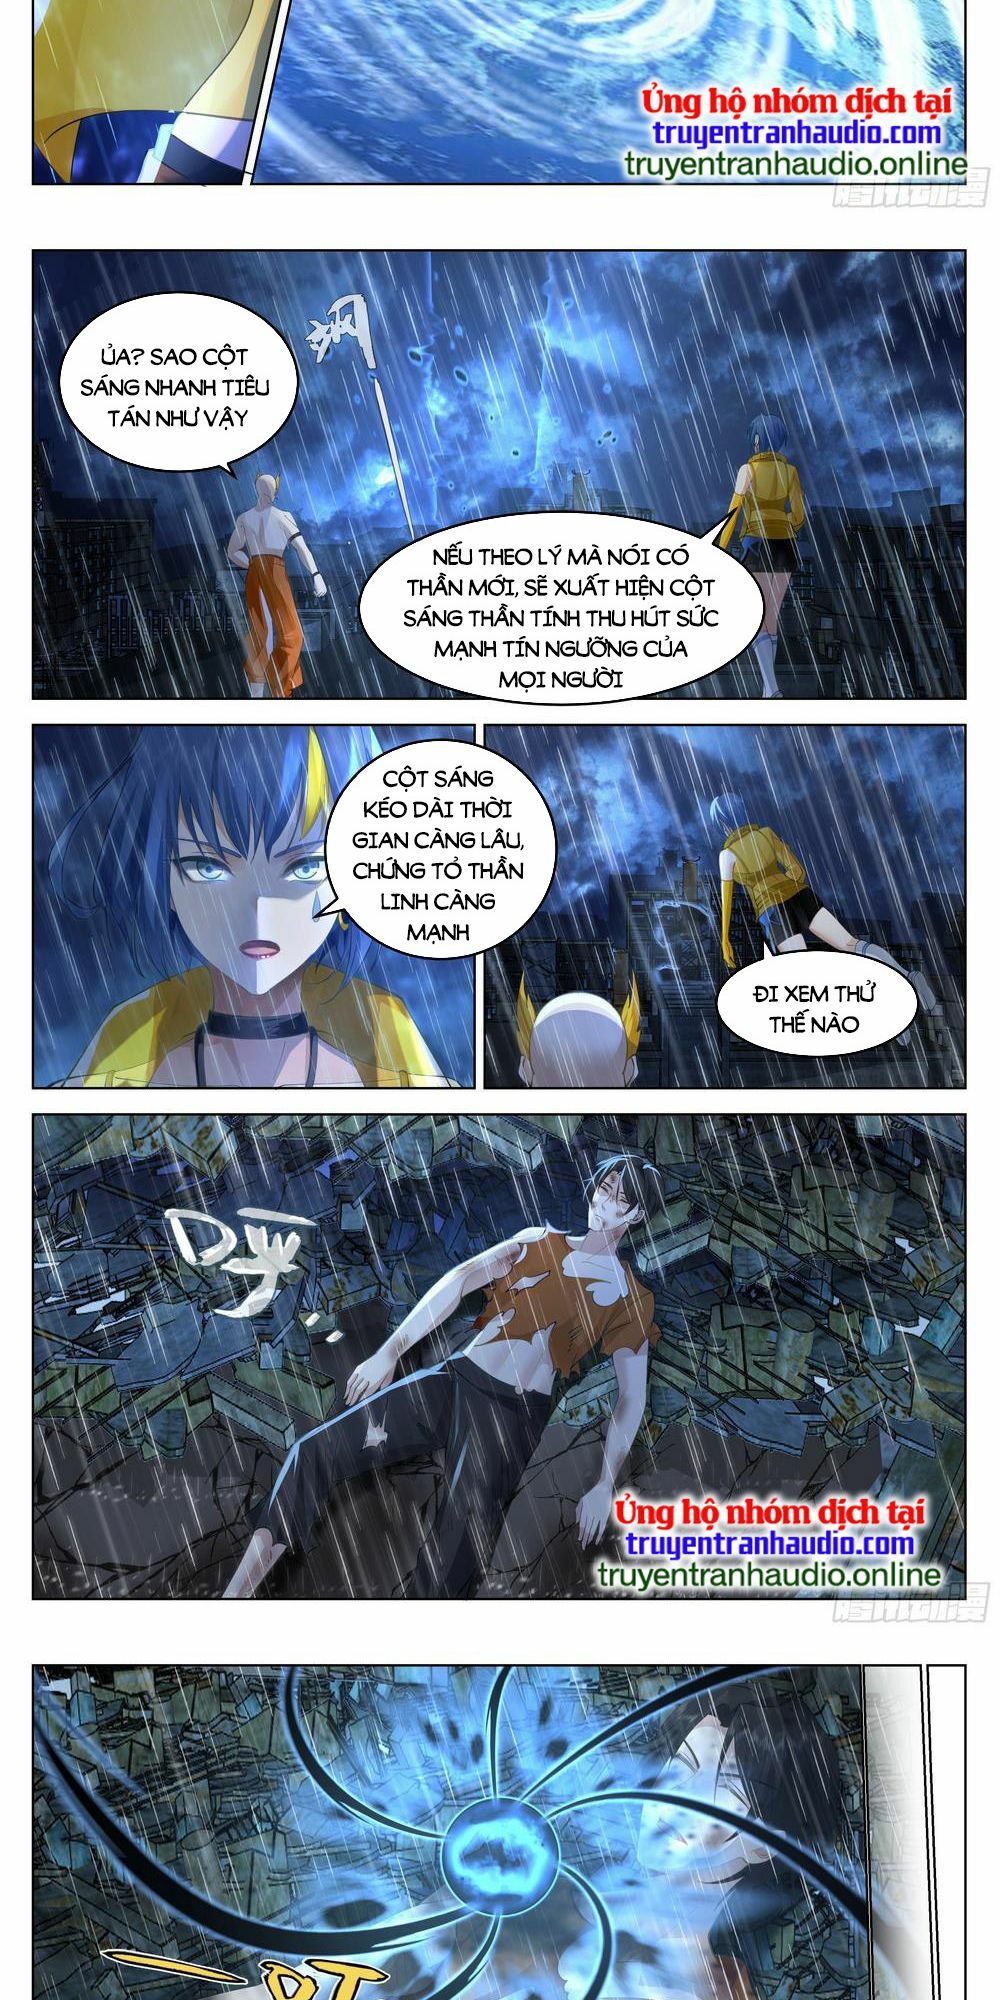 Ủng hộ nhóm dịch tại
truyentranhaudio.com
truyentranhaudio.online
ỦA? SAO CỘT
SÁNG NHANH TIÊU
TÁN NHƯ VẬY
NẾU THEO LÝ MÀ NÓI CÓ
THẦN MỚI, SẼ XUẤT HIỆN CỘT
SÁNG THẦN TÍNH THU HÚT SỨC
MẠNH TÍN NGƯỠNG CỦA
MỌI NGƯỜI
CỘT SÁNG
KÉO DÀI THỜI
GIAN CÀNG LÂU,
CHỨNG TỎ THẦN
LINH CÀNG
MẠNH
ĐI XEM THỬ
THẾ NÀO
呼
Ủng hộ nhóm dịch tại
truyentranhaudio.com
truyentranhaudio.online